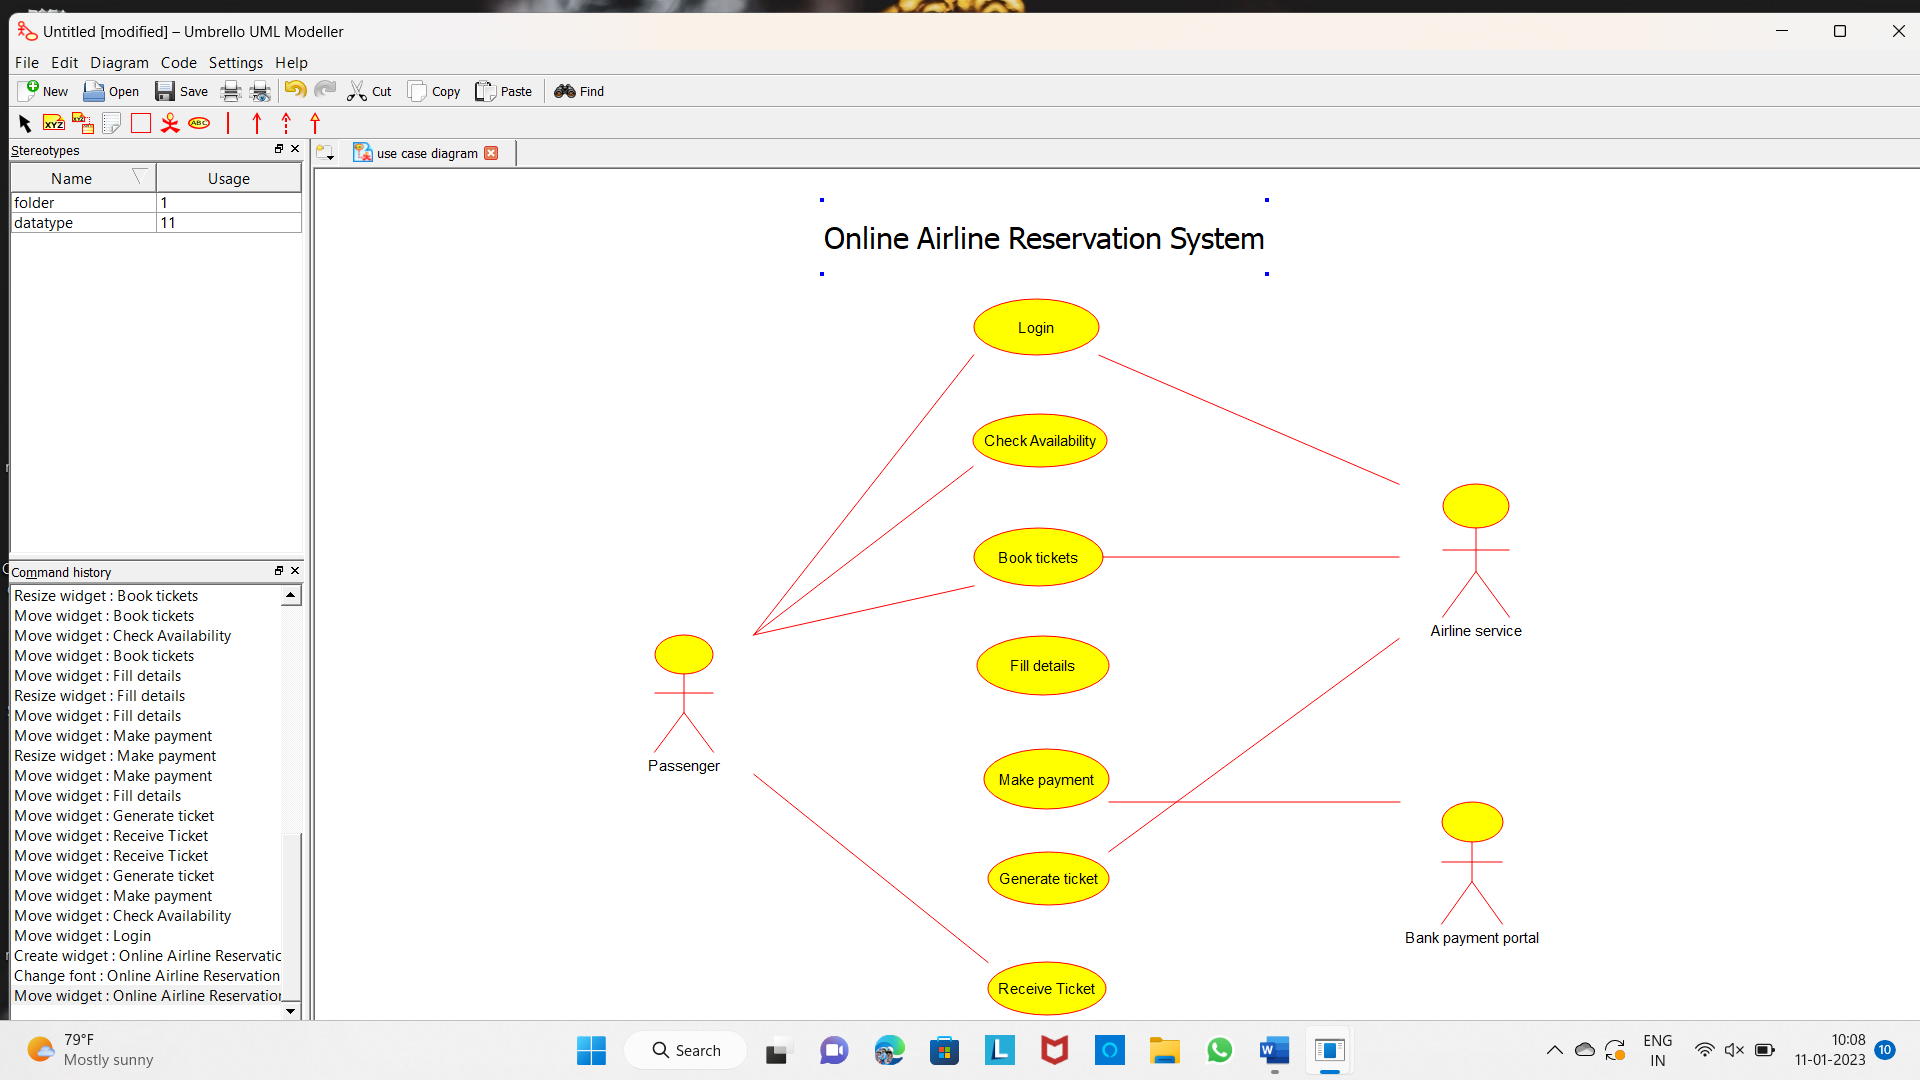 Untitled [modified] – Umbrello UML Modeller
File Edit Diagram Code Settings Help
New Open Save Cut Copy Paste Find
XYZ ABC
Stereotypes
use case diagram
Name Usage
folder 1
datatype 11
Online Airline Reservation System
Login
Check Availability
Book tickets
Airline service
Fill details
Passenger
Make payment
Generate ticket
Bank payment portal
Receive Ticket
Command history
Resize widget : Book tickets
Move widget : Book tickets
Move widget : Check Availability
Move widget : Book tickets
Move widget : Fill details
Resize widget : Fill details
Move widget : Fill details
Move widget : Make payment
Resize widget : Make payment
Move widget : Make payment
Move widget : Fill details
Move widget : Generate ticket
Move widget : Receive Ticket
Move widget : Receive Ticket
Move widget : Generate ticket
Move widget : Make payment
Move widget : Check Availability
Move widget : Login
Create widget : Online Airline Reservatic
Change font : Online Airline Reservation
Move widget : Online Airline Reservation
79°F
Mostly sunny
Search
ENG
IN
10:08
11-01-2023
10